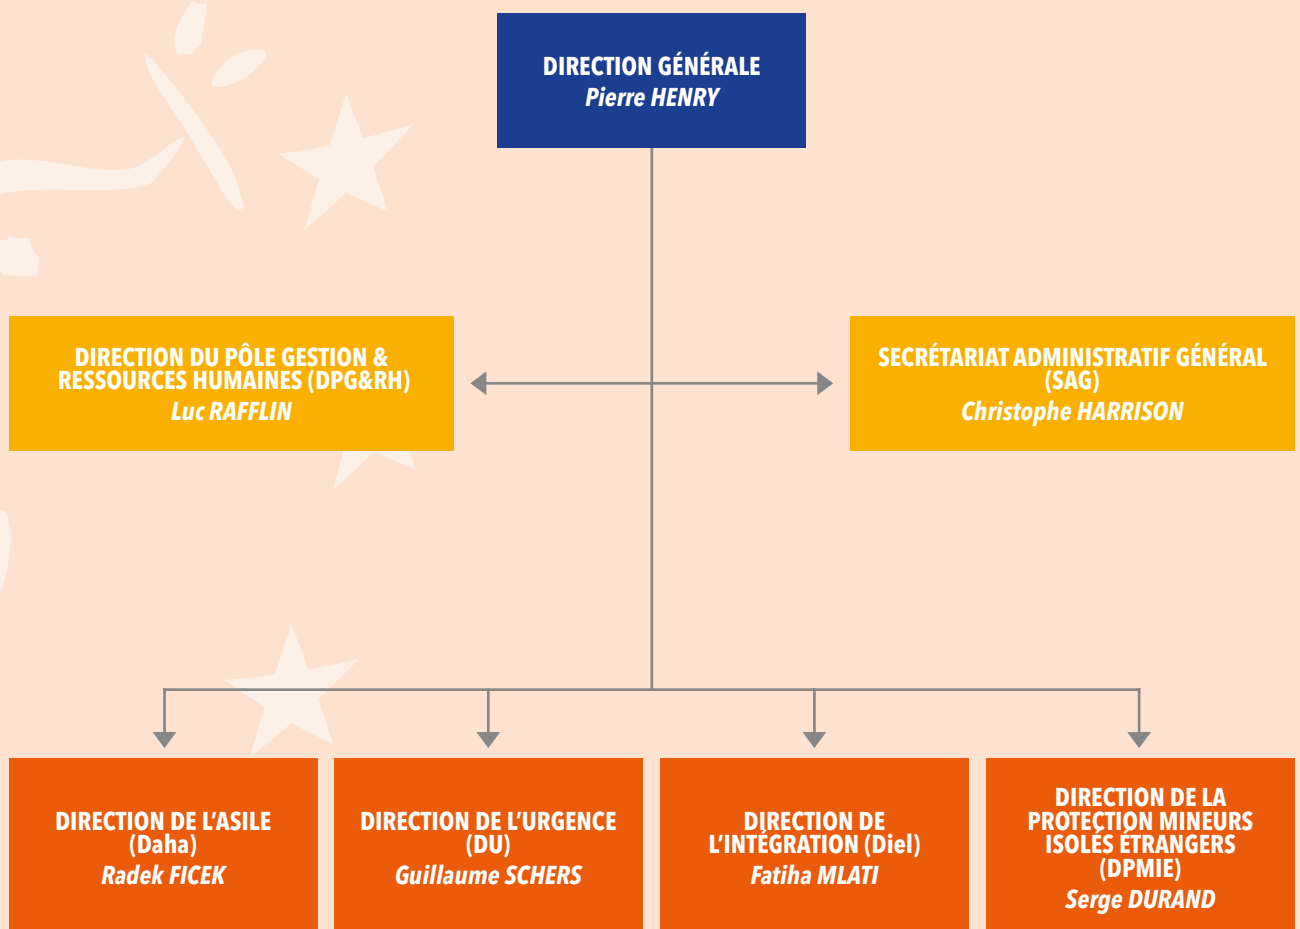 DIRECTION GÉNÉRALE
Pierre HENRY
DIRECTION DU PÔLE GESTION &
RESSOURCES HUMAINES (DPG&RH)
Luc RAFFLIN
SECRÉTARIAT ADMINISTRATIF GÉNÉRAL
(SAG)
Christophe HARRISON
DIRECTION DE L'ASILE
(Daha)
Radek FICEK
DIRECTION DE L'URGENCE
(DU)
Guillaume SCHERS
DIRECTION DE
L'INTÉGRATION (Diel)
Fatiha MLATI
DIRECTION DE LA
PROTECTION MINEURS
ISOLÉS ÉTRANGERS
(DPMIE)
Serge DURAND